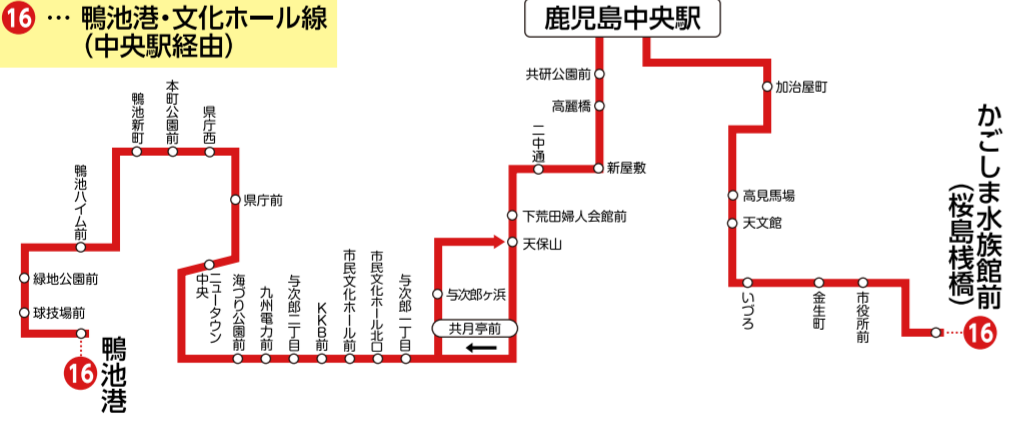 16 … 鴨池港・文化ホール線
（中央駅経由）
鹿児島中央駅
共研公園前
高麗橋
二中通
新屋敷
下荒田婦人会館前
天保山
与次郎ヶ浜
共月亭前
与次郎一丁目
市民文化ホール北口
市民文化ホール前
KKB前
与次郎二丁目
九州電力前
海づり公園前
ニュータウン
中央
県庁前
県庁西
本町公園前
鴨池新町
鴨池ハイム前
緑地公園前
球技場前
鴨池港
16
加治屋町
高見馬場
天文館
いづろ
金生町
市役所前
かごしま水族館前
（桜島桟橋）
16